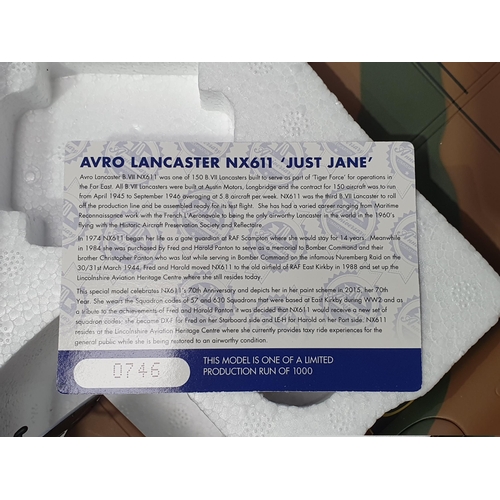 AVRO LANCASTER NX611 'JUST JANE'
Avro Lancaster B.VII NX611 was one of 150 B.VII Lancasters built to serve as part of 'Tiger Force' for operations in
the Far East. All B.VII Lancasters were built at Austin Motors, Longbridge and the contract for 150 aircraft was to run
from April 1945 to September 1946 averaging at 5.8 aircraft per week. NX611 was the third B.VII Lancaster to roll
off the production line and be assembled ready for its test flight. She has had a varied career ranging from Maritime
Reconnaissance work with the French L'Aeronavale to being the only airworthy Lancaster in the world in the 1960's
flying with the Historic Aircraft Preservation Society and Reflectaire.
In 1974 NX611 began her life as a gate guardian at RAF Scampton where she would stay for 14 years. Meanwhile
in 1984 she was purchased by Fred and Harold Panton to serve as a memorial to Bomber Command and their
brother Christopher Panton who was lost while serving in Bomber Command on the infamous Nuremberg Raid on the
30/31st March 1944. Fred and Harold moved NX611 to the old airfield of RAF East Kirkby in 1988 and set up the
Lincolnshire Aviation Heritage Centre where she still resides today.
This special model celebrates NX611's 70th Anniversary and depicts her in her paint scheme in 2015, her 70th
Year. She wears the Squadron codes of 57 and 630 Squadrons that were based at East Kirkby during WW2 and as
a tribute to the achievements of Fred and Harold Panton it was decided that NX611 would receive a new set of
squadron codes: she became DX-F for Fred on her Starboard side and LE-H for Harold on her Port side. NX611
resides at the Lincolnshire Aviation Heritage Centre where she currently provides taxy ride experiences for the
general public while she is being restored to an airworthy condition.
0746
THIS MODEL IS ONE OF A LIMITED
PRODUCTION RUN OF 1000